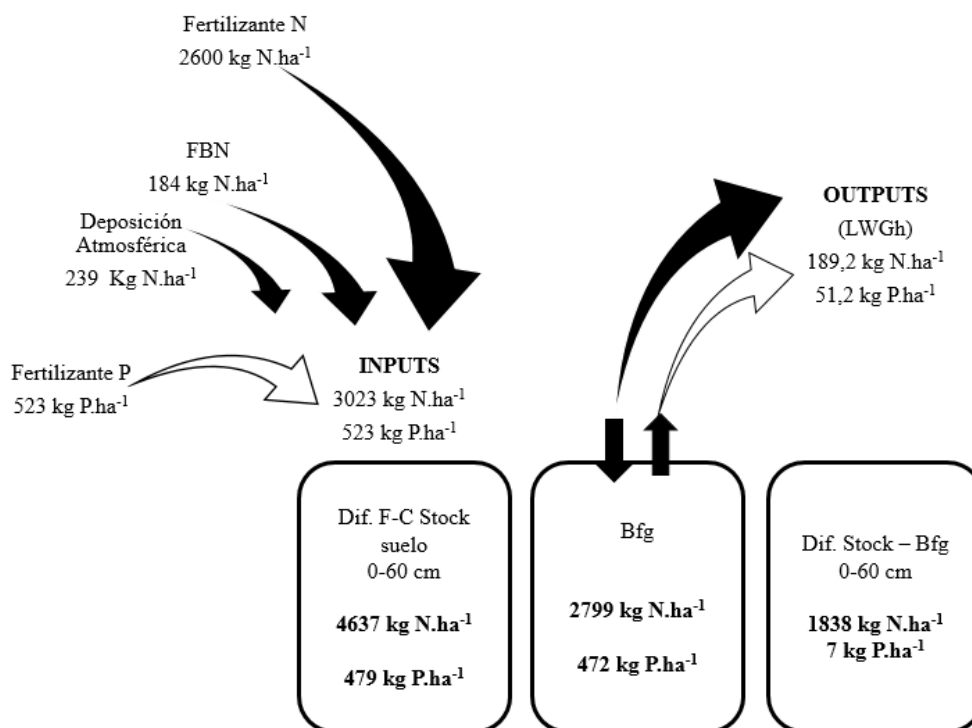 Fertilizante N
2600 kg N.ha⁻¹
FBN
184 kg N.ha⁻¹
Deposición
Atmosférica
239 Kg N.ha⁻¹
Fertilizante P
523 kg P.ha⁻¹
INPUTS
3023 kg N.ha⁻¹
523 kg P.ha⁻¹
OUTPUTS
(LWGh)
189,2 kg N.ha⁻¹
51,2 kg P.ha⁻¹
Dif. F-C Stock
suelo
0-60 cm
4637 kg N.ha⁻¹
479 kg P.ha⁻¹
Bfg
2799 kg N.ha⁻¹
472 kg P.ha⁻¹
Dif. Stock – Bfg
0-60 cm
1838 kg N.ha⁻¹
7 kg P.ha⁻¹